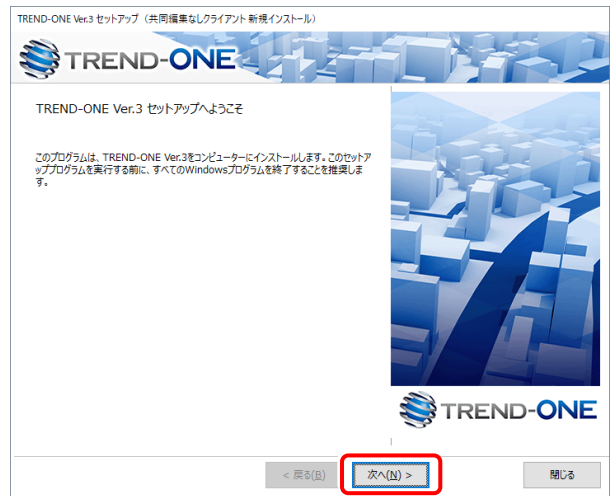 TREND-ONE Ver.3 セットアップ（共同編集なしクライアント 新規インストール）
TREND-ONE
TREND-ONE Ver.3 セットアップへようこそ
このプログラムは、TREND-ONE Ver.3をコンピューターにインストールします。このセットア
ッププログラムを実行する前に、すべてのWindowsプログラムを終了することを推奨しま
す。
TREND-ONE
< 戻る(B)
次へ(N) >
閉じる